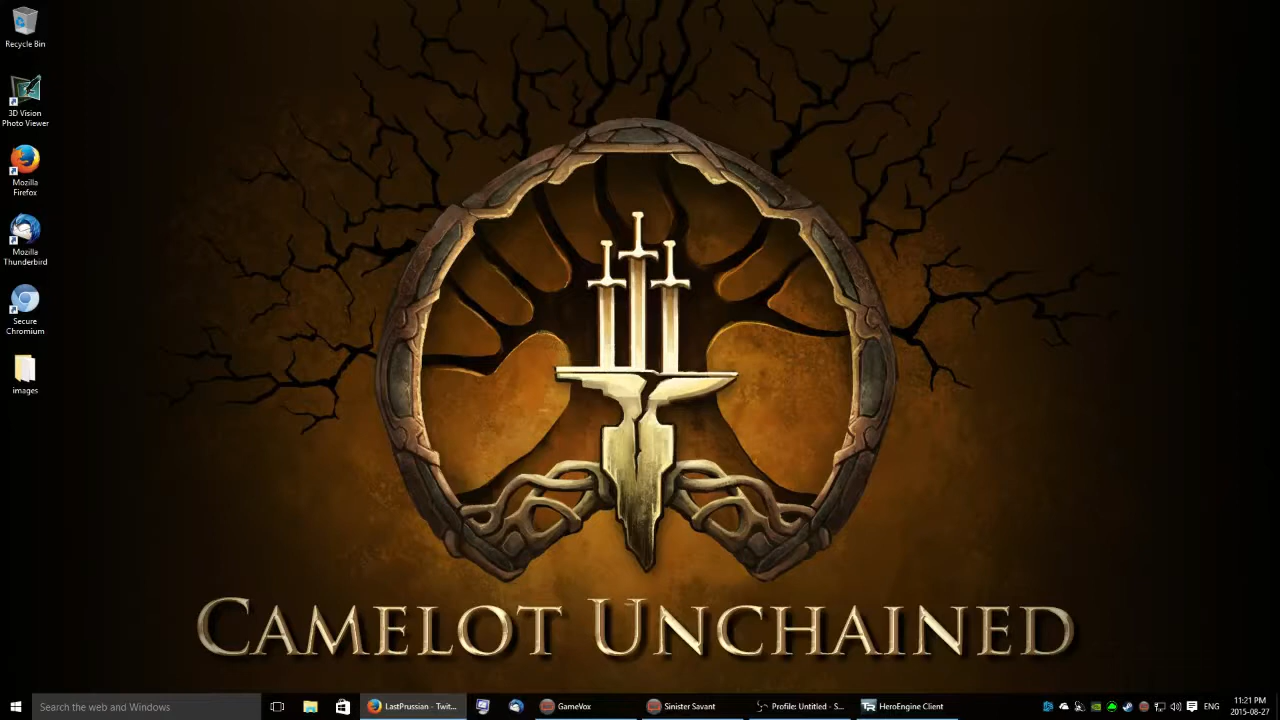 Recycle Bin
3D Vision
Photo Viewer
Mozilla
Firefox
Mozilla
Thunderbird
Secure
Chromium
images
CAMELOT UNCHAINED
Search the web and Windows
LastPrussian - Twit...
GameVox
Sinister Savant
Profile: Untitled - S...
TR
HeroEngine Client
ENG
11:21 PM
2015-08-27